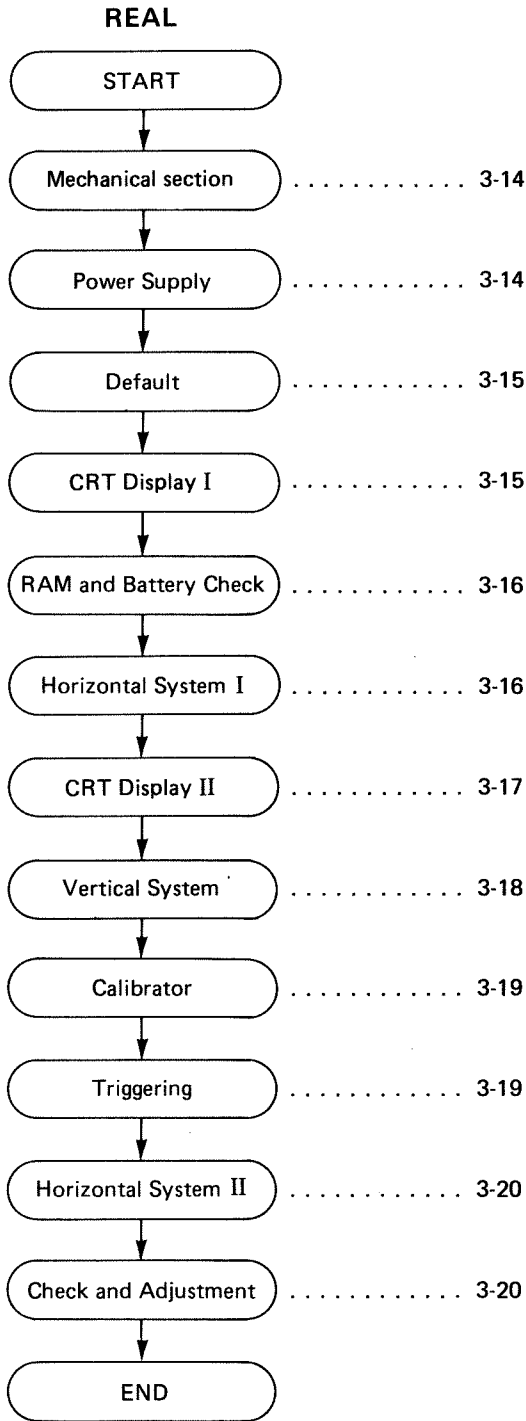 REAL
START
Mechanical section . . . . . . . . . . . . 3-14
Power Supply . . . . . . . . . . . . 3-14
Default . . . . . . . . . . . . 3-15
CRT Display I . . . . . . . . . . . . 3-15
RAM and Battery Check . . . . . . . . . . . . 3-16
Horizontal System I . . . . . . . . . . . . 3-16
CRT Display II . . . . . . . . . . . . 3-17
Vertical System . . . . . . . . . . . . 3-18
Calibrator . . . . . . . . . . . . 3-19
Triggering . . . . . . . . . . . . 3-19
Horizontal System II . . . . . . . . . . . . 3-20
Check and Adjustment . . . . . . . . . . . . 3-20
END